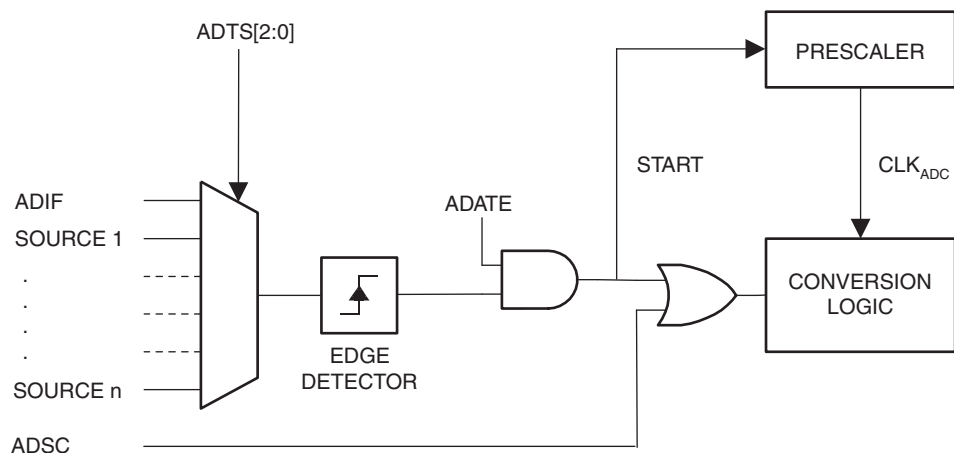 ADTS[2:0]
PRESCALER
START
CLKADC
ADIF
ADATE
SOURCE 1
.
.
.
.
CONVERSION
LOGIC
EDGE
DETECTOR
SOURCE n
ADSC